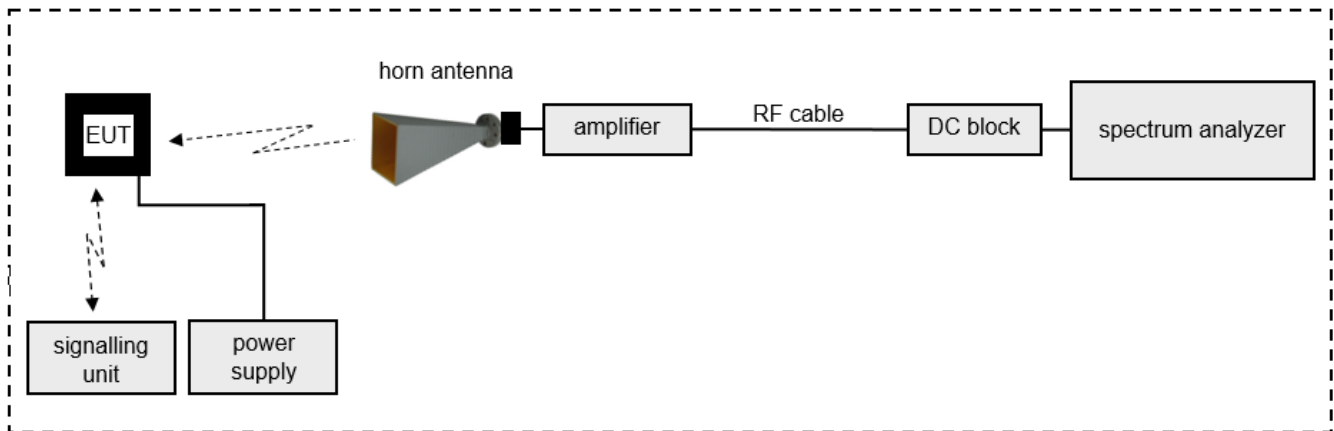 horn antenna
EUT
amplifier
RF cable
DC block
spectrum analyzer
signalling
unit
power
supply